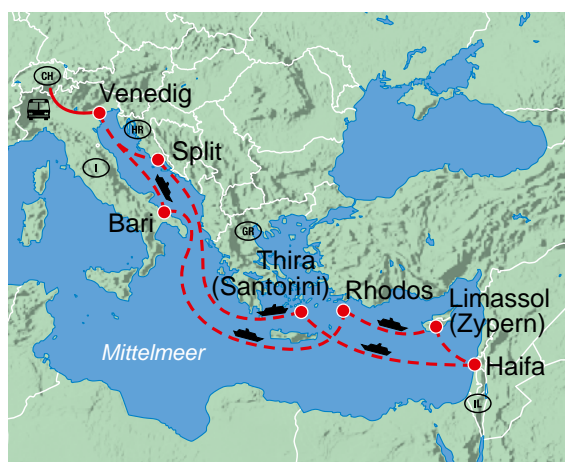 CH
Venedig
HR
Split
I
Bari
GR
Thira
(Santorini)
Rhodos
Limassol
(Zypern)
Mittelmeer
Haifa
IL